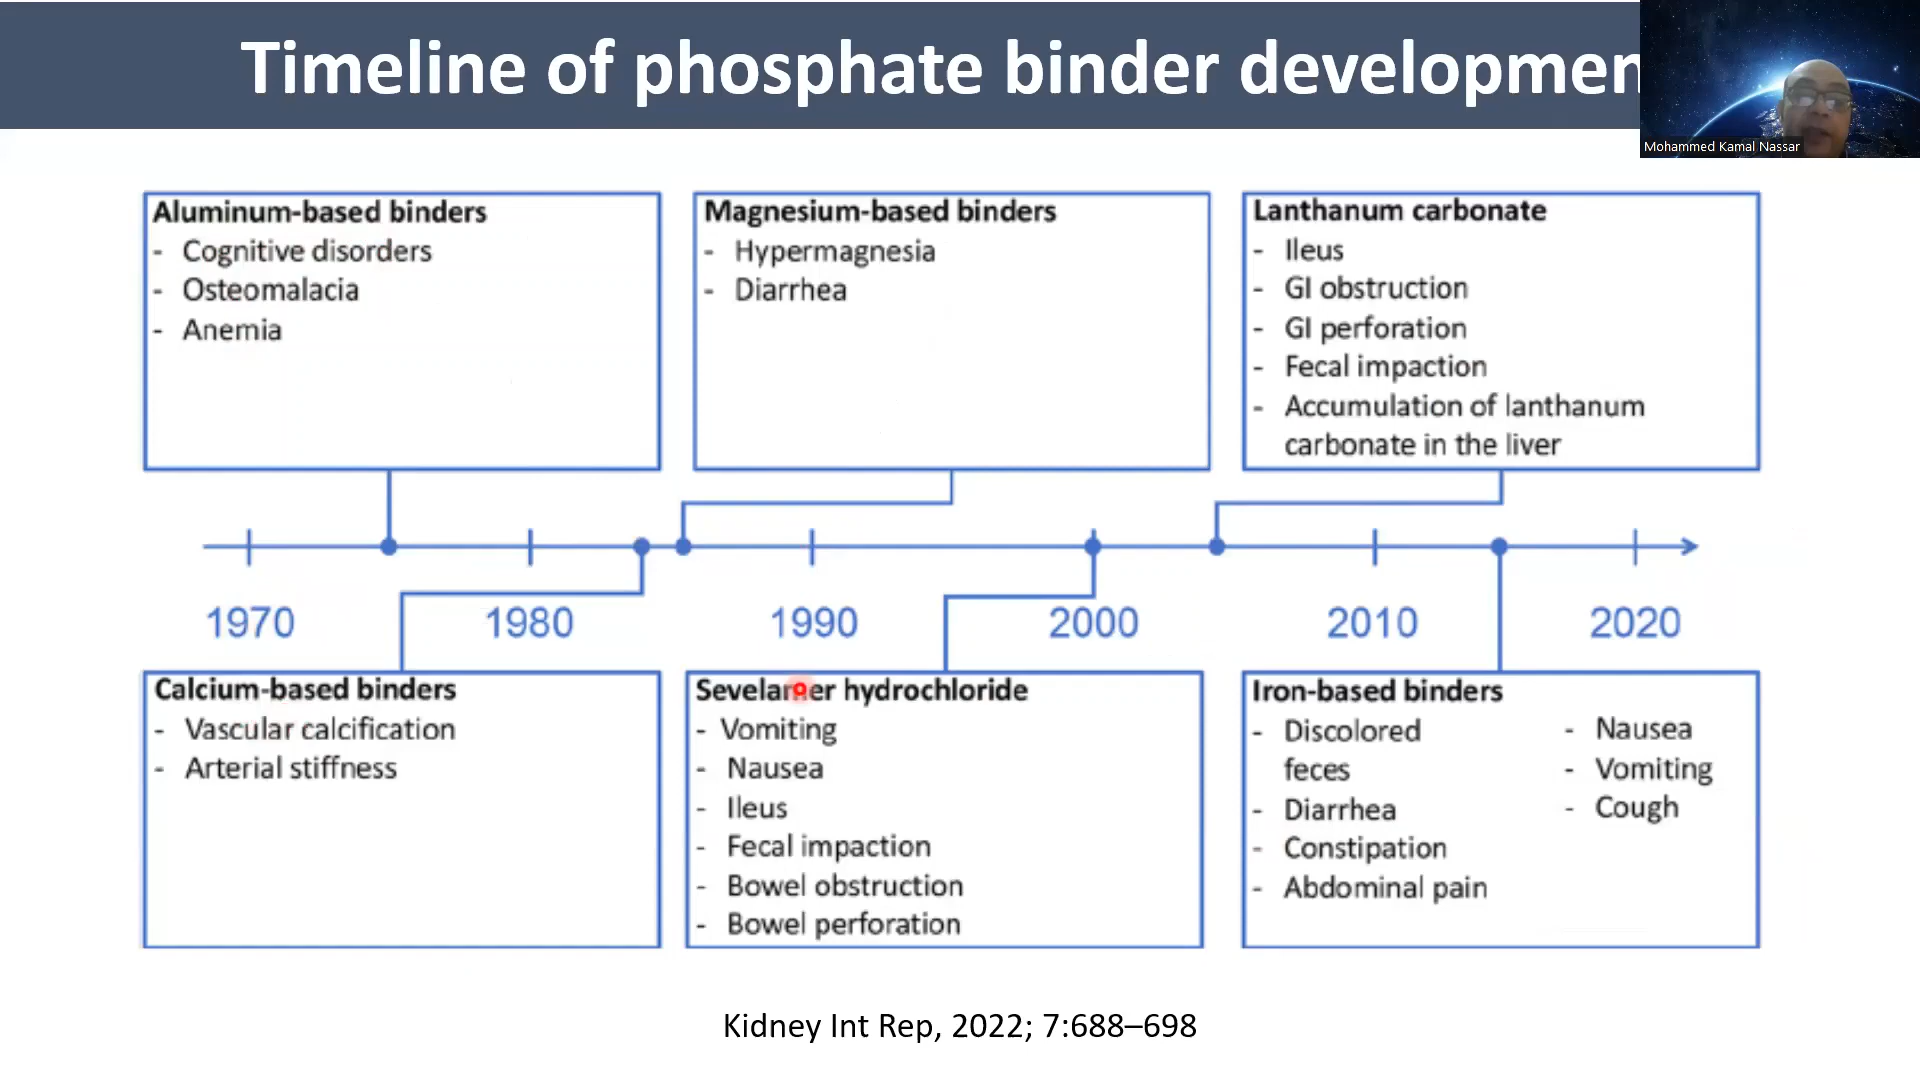 Timeline of phosphate binder developmen
Mohammed Kamal Nassar
Aluminum-based binders
- Cognitive disorders
- Osteomalacia
- Anemia
Magnesium-based binders
- Hypermagnesia
- Diarrhea
Lanthanum carbonate
- Ileus
- GI obstruction
- GI perforation
- Fecal impaction
- Accumulation of lanthanum
carbonate in the liver
1970 1980 1990 2000 2010 2020
Calcium-based binders
- Vascular calcification
- Arterial stiffness
Sevelamer hydrochloride
- Vomiting
- Nausea
- Ileus
- Fecal impaction
- Bowel obstruction
- Bowel perforation
Iron-based binders
- Discolored
feces
- Diarrhea
- Constipation
- Abdominal pain
- Nausea
- Vomiting
- Cough
Kidney Int Rep, 2022; 7:688–698